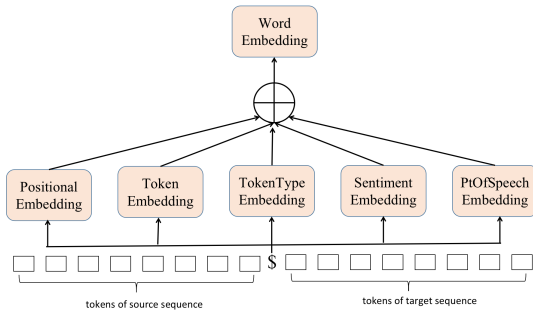 Word
Embedding
Positional
Embedding
Token
Embedding
TokenType
Embedding
Sentiment
Embedding
PtOfSpeech
Embedding
$
tokens of source sequence
tokens of target sequence